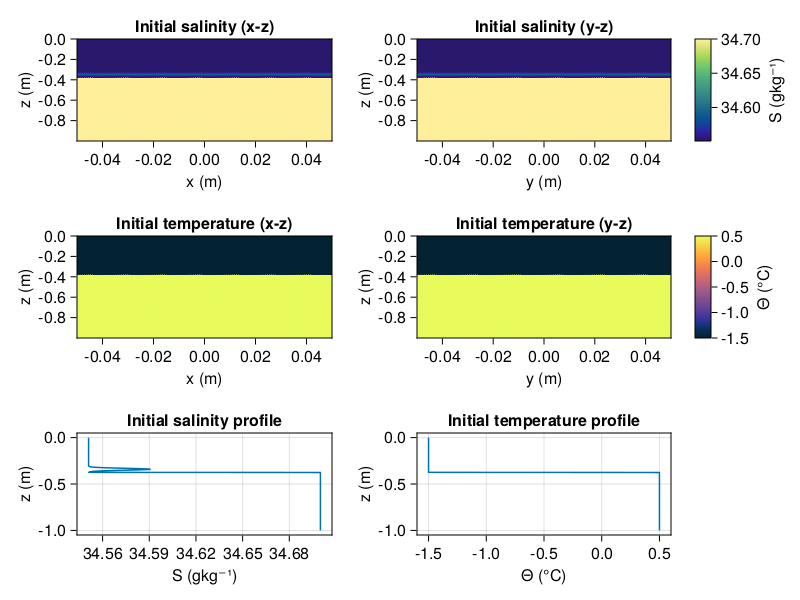 Initial salinity (x-z)
Initial salinity (y-z)
z (m)
0.0
-0.2
-0.4
-0.6
-0.8
-0.04 -0.02 0.00 0.02 0.04
x (m)
z (m)
0.0
-0.2
-0.4
-0.6
-0.8
-0.04 -0.02 0.00 0.02 0.04
y (m)
34.70
34.65
34.60
S (gkg⁻¹)
Initial temperature (x-z)
Initial temperature (y-z)
z (m)
0.0
-0.2
-0.4
-0.6
-0.8
-0.04 -0.02 0.00 0.02 0.04
x (m)
z (m)
0.0
-0.2
-0.4
-0.6
-0.8
-0.04 -0.02 0.00 0.02 0.04
y (m)
0.5
0.0
-0.5
-1.0
-1.5
Θ (°C)
Initial salinity profile
Initial temperature profile
z (m)
0.0
-0.5
-1.0
34.56 34.59 34.62 34.65 34.68
S (gkg⁻¹)
z (m)
0.0
-0.5
-1.0
-1.5 -1.0 -0.5 0.0 0.5
Θ (°C)